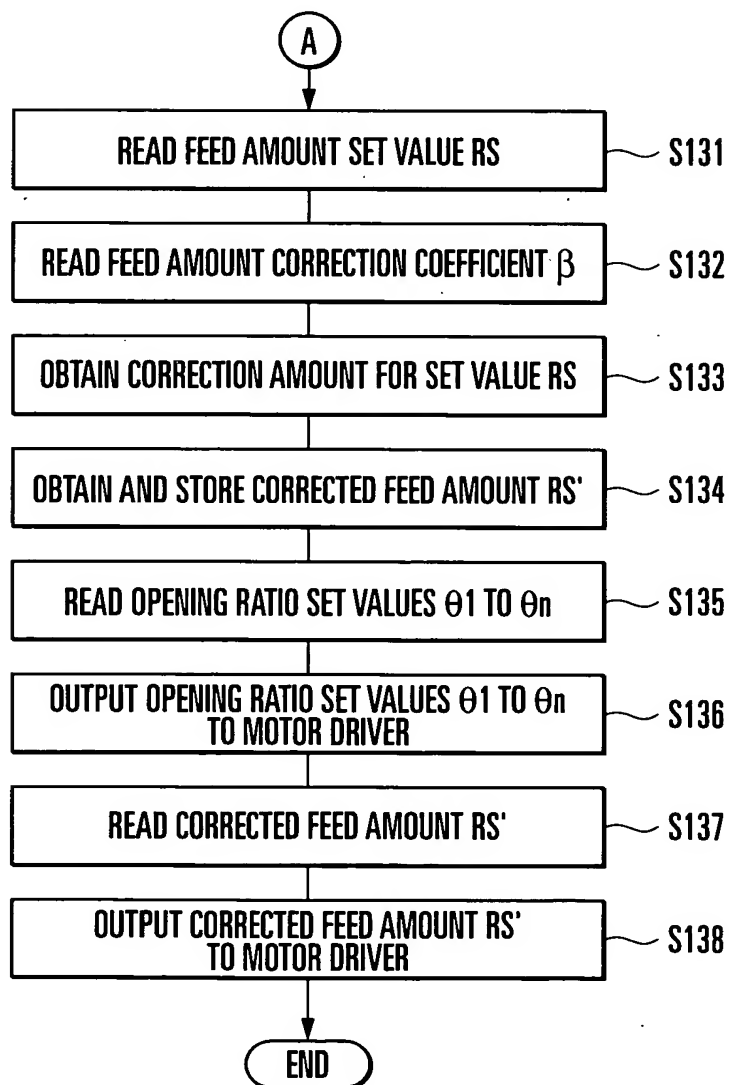 A
READ FEED AMOUNT SET VALUE RS
S131
READ FEED AMOUNT CORRECTION COEFFICIENT β
S132
OBTAIN CORRECTION AMOUNT FOR SET VALUE RS
S133
OBTAIN AND STORE CORRECTED FEED AMOUNT RS'
S134
READ OPENING RATIO SET VALUES θ1 TO θn
S135
OUTPUT OPENING RATIO SET VALUES θ1 TO θn
TO MOTOR DRIVER
S136
READ CORRECTED FEED AMOUNT RS'
S137
OUTPUT CORRECTED FEED AMOUNT RS'
TO MOTOR DRIVER
S138
END